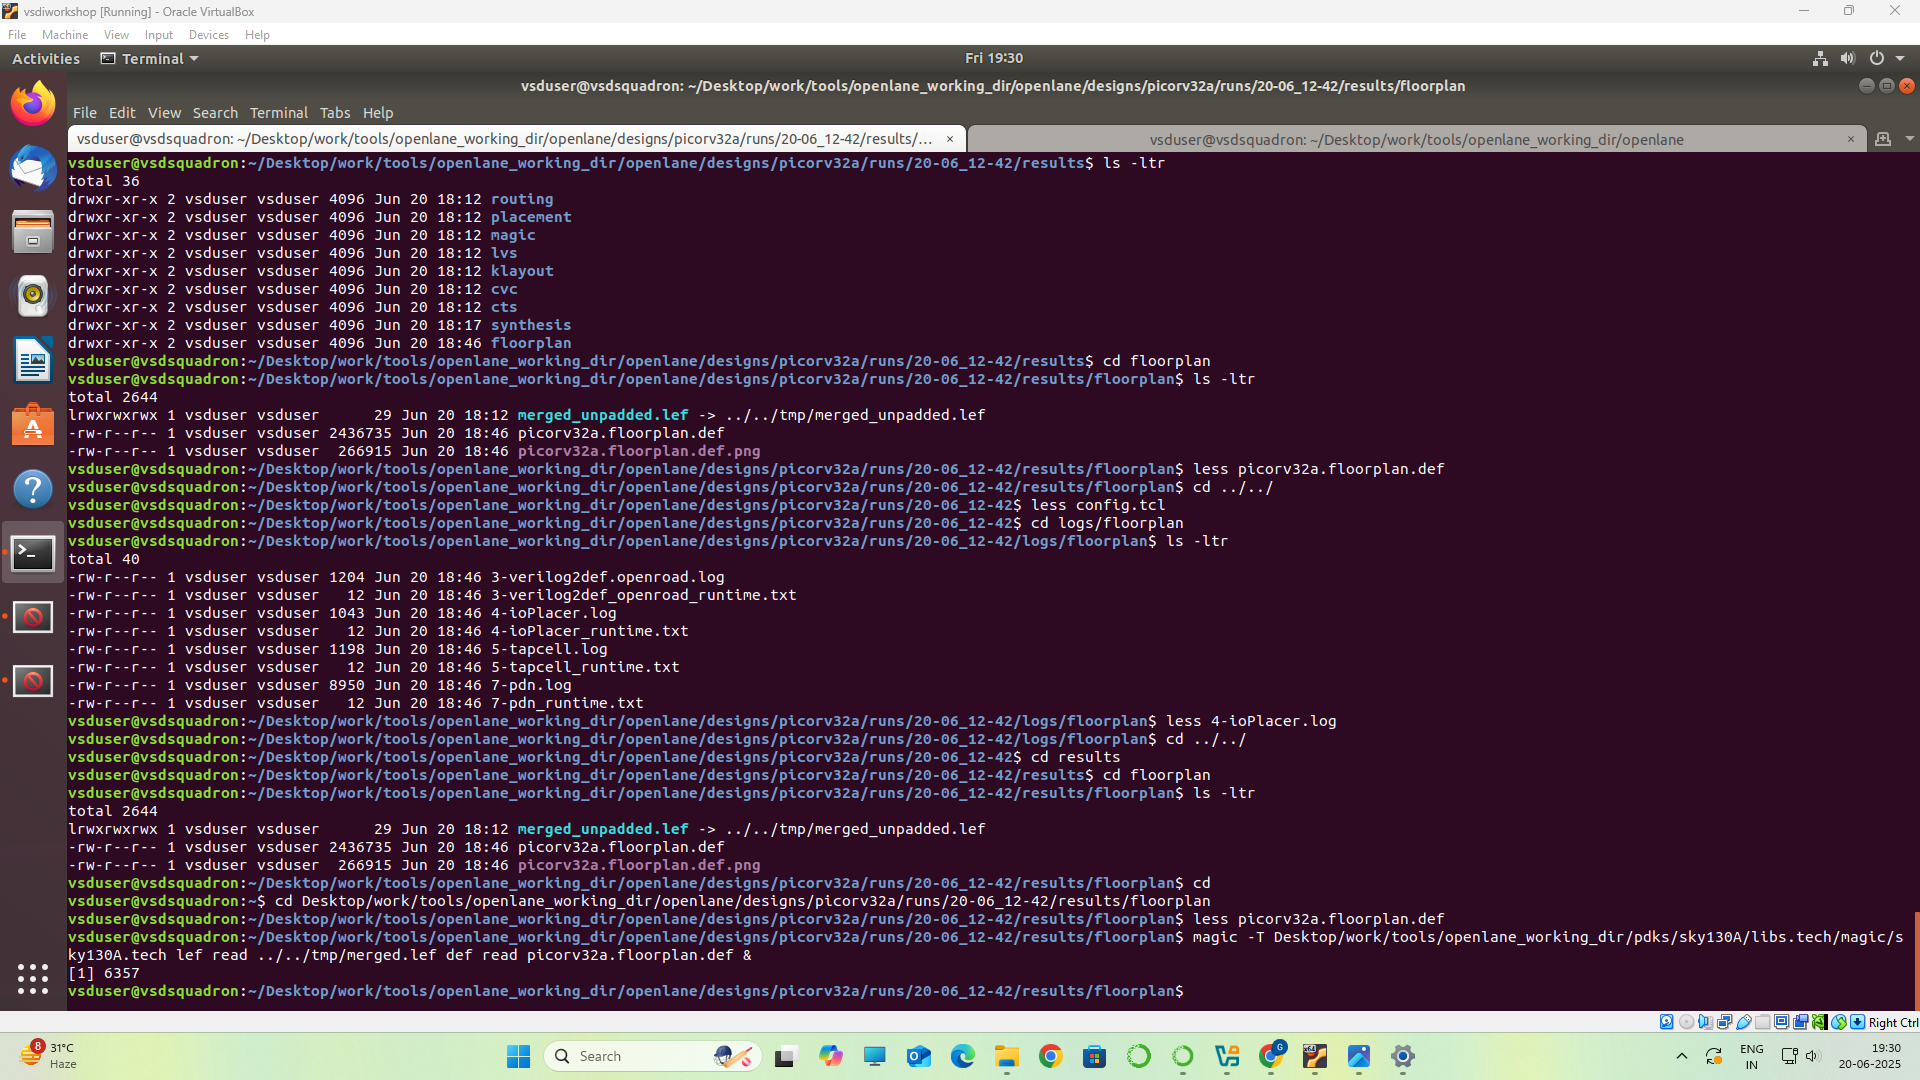 vsdiworkshop [Running] - Oracle VirtualBox
File Machine View Input Devices Help
Activities Terminal Fri 19:30
vsduser@vsdsquadron: ~/Desktop/work/tools/openlane_working_dir/openlane/designs/picorv32a/runs/20-06_12-42/results/floorplan
File Edit View Search Terminal Tabs Help
vsduser@vsdsquadron: ~/Desktop/work/tools/openlane_working_dir/openlane/designs/picorv32a/runs/20-06_12-42/results/... × vsduser@vsdsquadron: ~/Desktop/work/tools/openlane_working_dir/openlane ×
vsduser@vsdsquadron:~/Desktop/work/tools/openlane_working_dir/openlane/designs/picorv32a/runs/20-06_12-42/results$ ls -ltr
total 36
drwxr-xr-x 2 vsduser vsduser 4096 Jun 20 18:12 routing
drwxr-xr-x 2 vsduser vsduser 4096 Jun 20 18:12 placement
drwxr-xr-x 2 vsduser vsduser 4096 Jun 20 18:12 magic
drwxr-xr-x 2 vsduser vsduser 4096 Jun 20 18:12 lvs
drwxr-xr-x 2 vsduser vsduser 4096 Jun 20 18:12 klayout
drwxr-xr-x 2 vsduser vsduser 4096 Jun 20 18:12 cvc
drwxr-xr-x 2 vsduser vsduser 4096 Jun 20 18:12 cts
drwxr-xr-x 2 vsduser vsduser 4096 Jun 20 18:17 synthesis
drwxr-xr-x 2 vsduser vsduser 4096 Jun 20 18:46 floorplan
vsduser@vsdsquadron:~/Desktop/work/tools/openlane_working_dir/openlane/designs/picorv32a/runs/20-06_12-42/results$ cd floorplan
vsduser@vsdsquadron:~/Desktop/work/tools/openlane_working_dir/openlane/designs/picorv32a/runs/20-06_12-42/results/floorplan$ ls -ltr
total 2644
lrwxrwxrwx 1 vsduser vsduser      29 Jun 20 18:12 merged_unpadded.lef -> ../../tmp/merged_unpadded.lef
-rw-r--r-- 1 vsduser vsduser 2436735 Jun 20 18:46 picorv32a.floorplan.def
-rw-r--r-- 1 vsduser vsduser  266915 Jun 20 18:46 picorv32a.floorplan.def.png
vsduser@vsdsquadron:~/Desktop/work/tools/openlane_working_dir/openlane/designs/picorv32a/runs/20-06_12-42/results/floorplan$ less picorv32a.floorplan.def
vsduser@vsdsquadron:~/Desktop/work/tools/openlane_working_dir/openlane/designs/picorv32a/runs/20-06_12-42/results/floorplan$ cd ../../
vsduser@vsdsquadron:~/Desktop/work/tools/openlane_working_dir/openlane/designs/picorv32a/runs/20-06_12-42$ less config.tcl
vsduser@vsdsquadron:~/Desktop/work/tools/openlane_working_dir/openlane/designs/picorv32a/runs/20-06_12-42$ cd logs/floorplan
vsduser@vsdsquadron:~/Desktop/work/tools/openlane_working_dir/openlane/designs/picorv32a/runs/20-06_12-42/logs/floorplan$ ls -ltr
total 40
-rw-r--r-- 1 vsduser vsduser 1204 Jun 20 18:46 3-verilog2def.openroad.log
-rw-r--r-- 1 vsduser vsduser   12 Jun 20 18:46 3-verilog2def_openroad_runtime.txt
-rw-r--r-- 1 vsduser vsduser 1043 Jun 20 18:46 4-ioPlacer.log
-rw-r--r-- 1 vsduser vsduser   12 Jun 20 18:46 4-ioPlacer_runtime.txt
-rw-r--r-- 1 vsduser vsduser 1198 Jun 20 18:46 5-tapcell.log
-rw-r--r-- 1 vsduser vsduser   12 Jun 20 18:46 5-tapcell_runtime.txt
-rw-r--r-- 1 vsduser vsduser 8950 Jun 20 18:46 7-pdn.log
-rw-r--r-- 1 vsduser vsduser   12 Jun 20 18:46 7-pdn_runtime.txt
vsduser@vsdsquadron:~/Desktop/work/tools/openlane_working_dir/openlane/designs/picorv32a/runs/20-06_12-42/logs/floorplan$ less 4-ioPlacer.log
vsduser@vsdsquadron:~/Desktop/work/tools/openlane_working_dir/openlane/designs/picorv32a/runs/20-06_12-42/logs/floorplan$ cd ../../
vsduser@vsdsquadron:~/Desktop/work/tools/openlane_working_dir/openlane/designs/picorv32a/runs/20-06_12-42$ cd results
vsduser@vsdsquadron:~/Desktop/work/tools/openlane_working_dir/openlane/designs/picorv32a/runs/20-06_12-42/results$ cd floorplan
vsduser@vsdsquadron:~/Desktop/work/tools/openlane_working_dir/openlane/designs/picorv32a/runs/20-06_12-42/results/floorplan$ ls -ltr
total 2644
lrwxrwxrwx 1 vsduser vsduser      29 Jun 20 18:12 merged_unpadded.lef -> ../../tmp/merged_unpadded.lef
-rw-r--r-- 1 vsduser vsduser 2436735 Jun 20 18:46 picorv32a.floorplan.def
-rw-r--r-- 1 vsduser vsduser  266915 Jun 20 18:46 picorv32a.floorplan.def.png
vsduser@vsdsquadron:~/Desktop/work/tools/openlane_working_dir/openlane/designs/picorv32a/runs/20-06_12-42/results/floorplan$ cd
vsduser@vsdsquadron:~$ cd Desktop/work/tools/openlane_working_dir/openlane/designs/picorv32a/runs/20-06_12-42/results/floorplan
vsduser@vsdsquadron:~/Desktop/work/tools/openlane_working_dir/openlane/designs/picorv32a/runs/20-06_12-42/results/floorplan$ less picorv32a.floorplan.def
vsduser@vsdsquadron:~/Desktop/work/tools/openlane_working_dir/openlane/designs/picorv32a/runs/20-06_12-42/results/floorplan$ magic -T Desktop/work/tools/openlane_working_dir/pdks/sky130A/libs.tech/magic/s
ky130A.tech lef read ../../tmp/merged.lef def read picorv32a.floorplan.def &
[1] 6357
vsduser@vsdsquadron:~/Desktop/work/tools/openlane_working_dir/openlane/designs/picorv32a/runs/20-06_12-42/results/floorplan$
Right Ctrl
8
31°C
Haze
Search
G
ENG
IN
19:30
20-06-2025